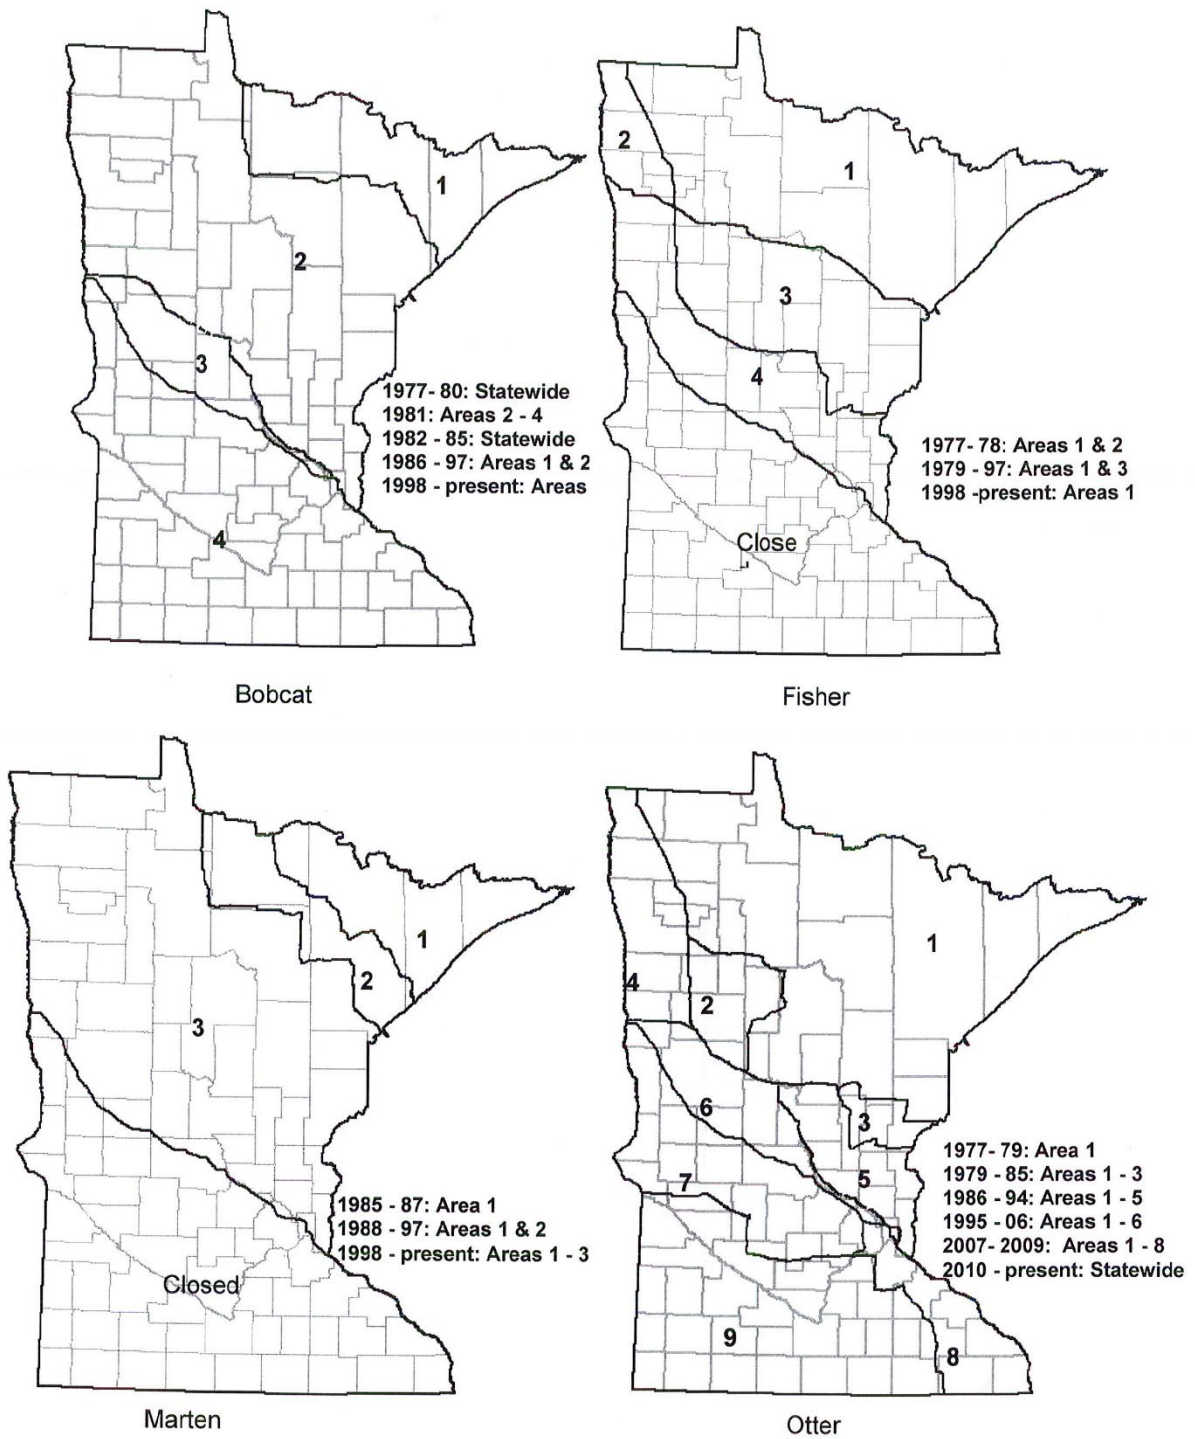 1
2
3
4
1977- 80: Statewide
1981: Areas 2 - 4
1982 - 85: Statewide
1986 - 97: Areas 1 & 2
1998 - present: Areas
Bobcat
2
1
3
4
Close
1977- 78: Areas 1 & 2
1979 - 97: Areas 1 & 3
1998 -present: Areas 1
Fisher
1
2
3
1985 - 87: Area 1
1988 - 97: Areas 1 & 2
1998 - present: Areas 1 - 3
Closed
Marten
1
4
2
6
3
7
5
9
8
1977- 79: Area 1
1979 - 85: Areas 1 - 3
1986 - 94: Areas 1 - 5
1995 - 06: Areas 1 - 6
2007- 2009:  Areas 1 - 8
2010 - present: Statewide
Otter